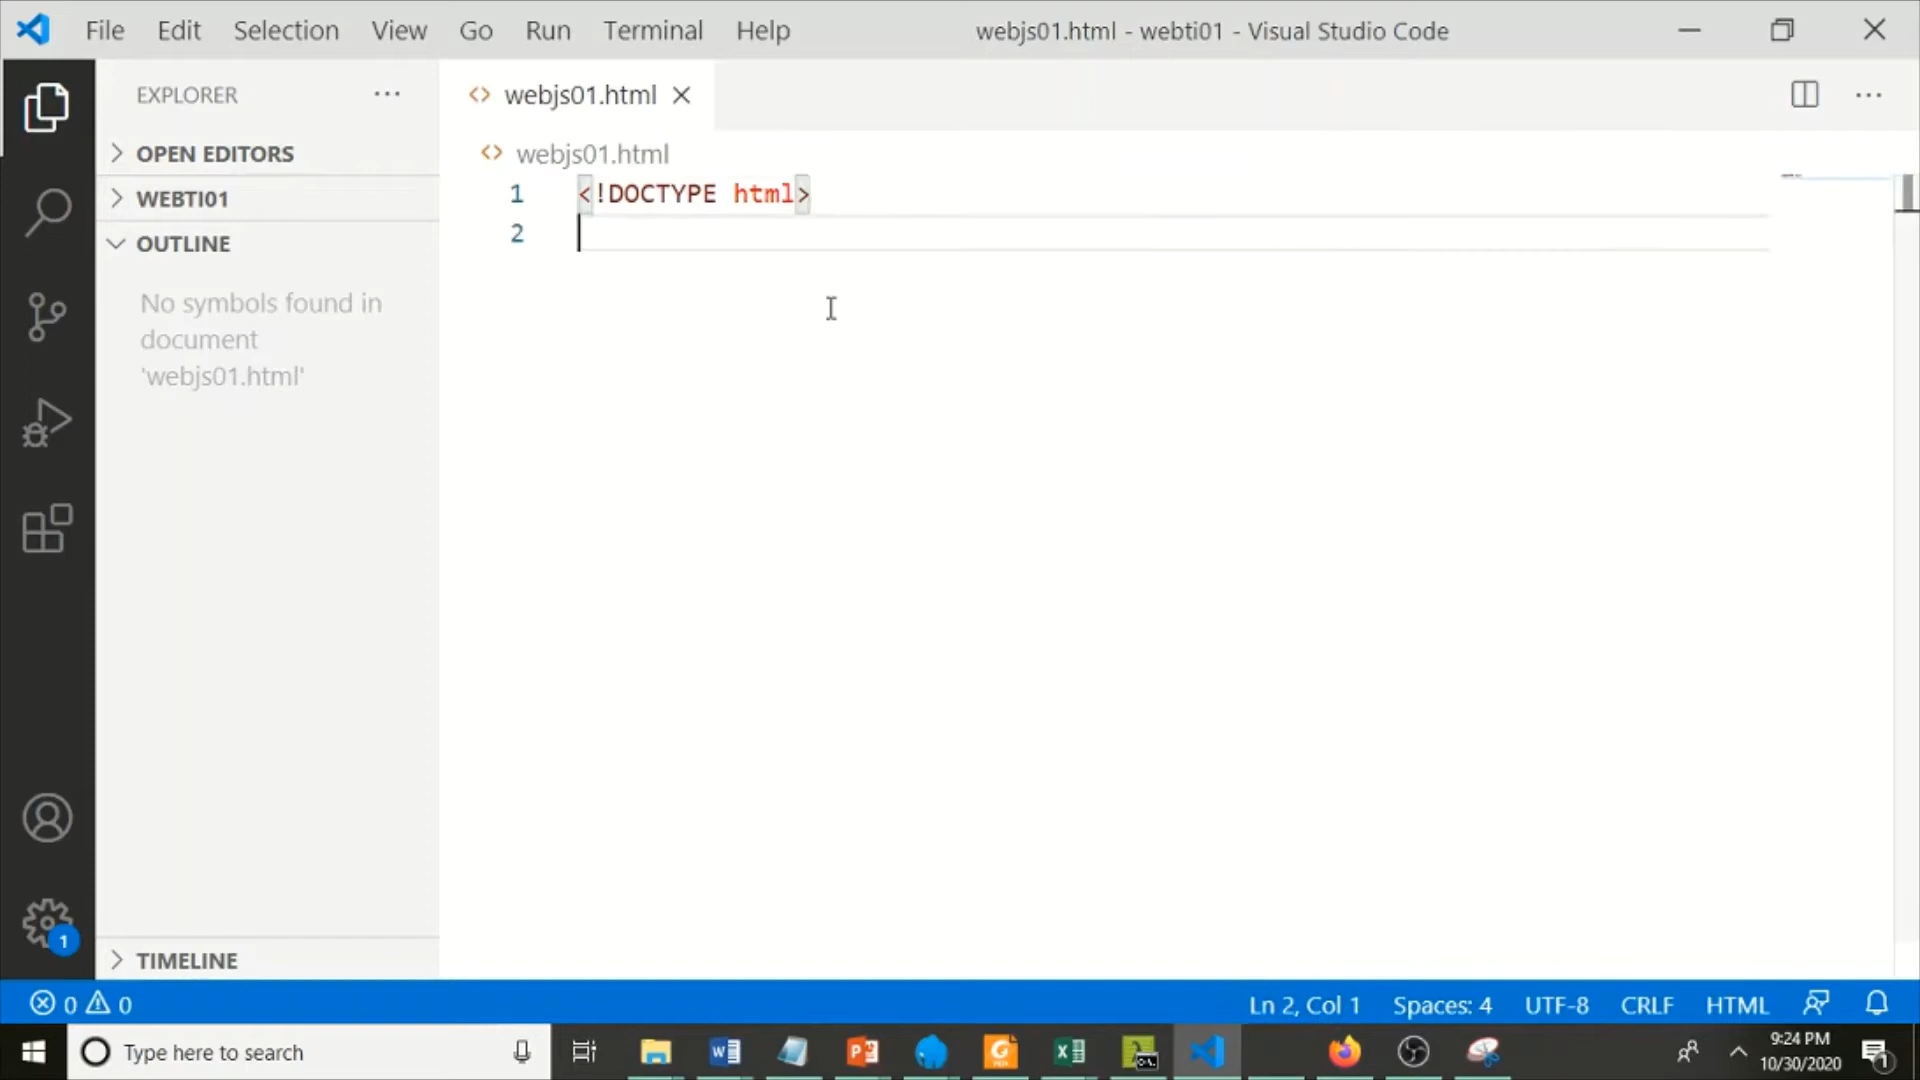 File Edit Selection View Go Run Terminal Help webjs01.html - webti01 - Visual Studio Code
EXPLORER
webjs01.html
OPEN EDITORS
webjs01.html
1 <!DOCTYPE html>
WEBTI01
2
OUTLINE
No symbols found in
document
'webjs01.html'
1
TIMELINE
0 0 Ln 2, Col 1 Spaces: 4 UTF-8 CRLF HTML
Type here to search
9:24 PM
10/30/2020
1